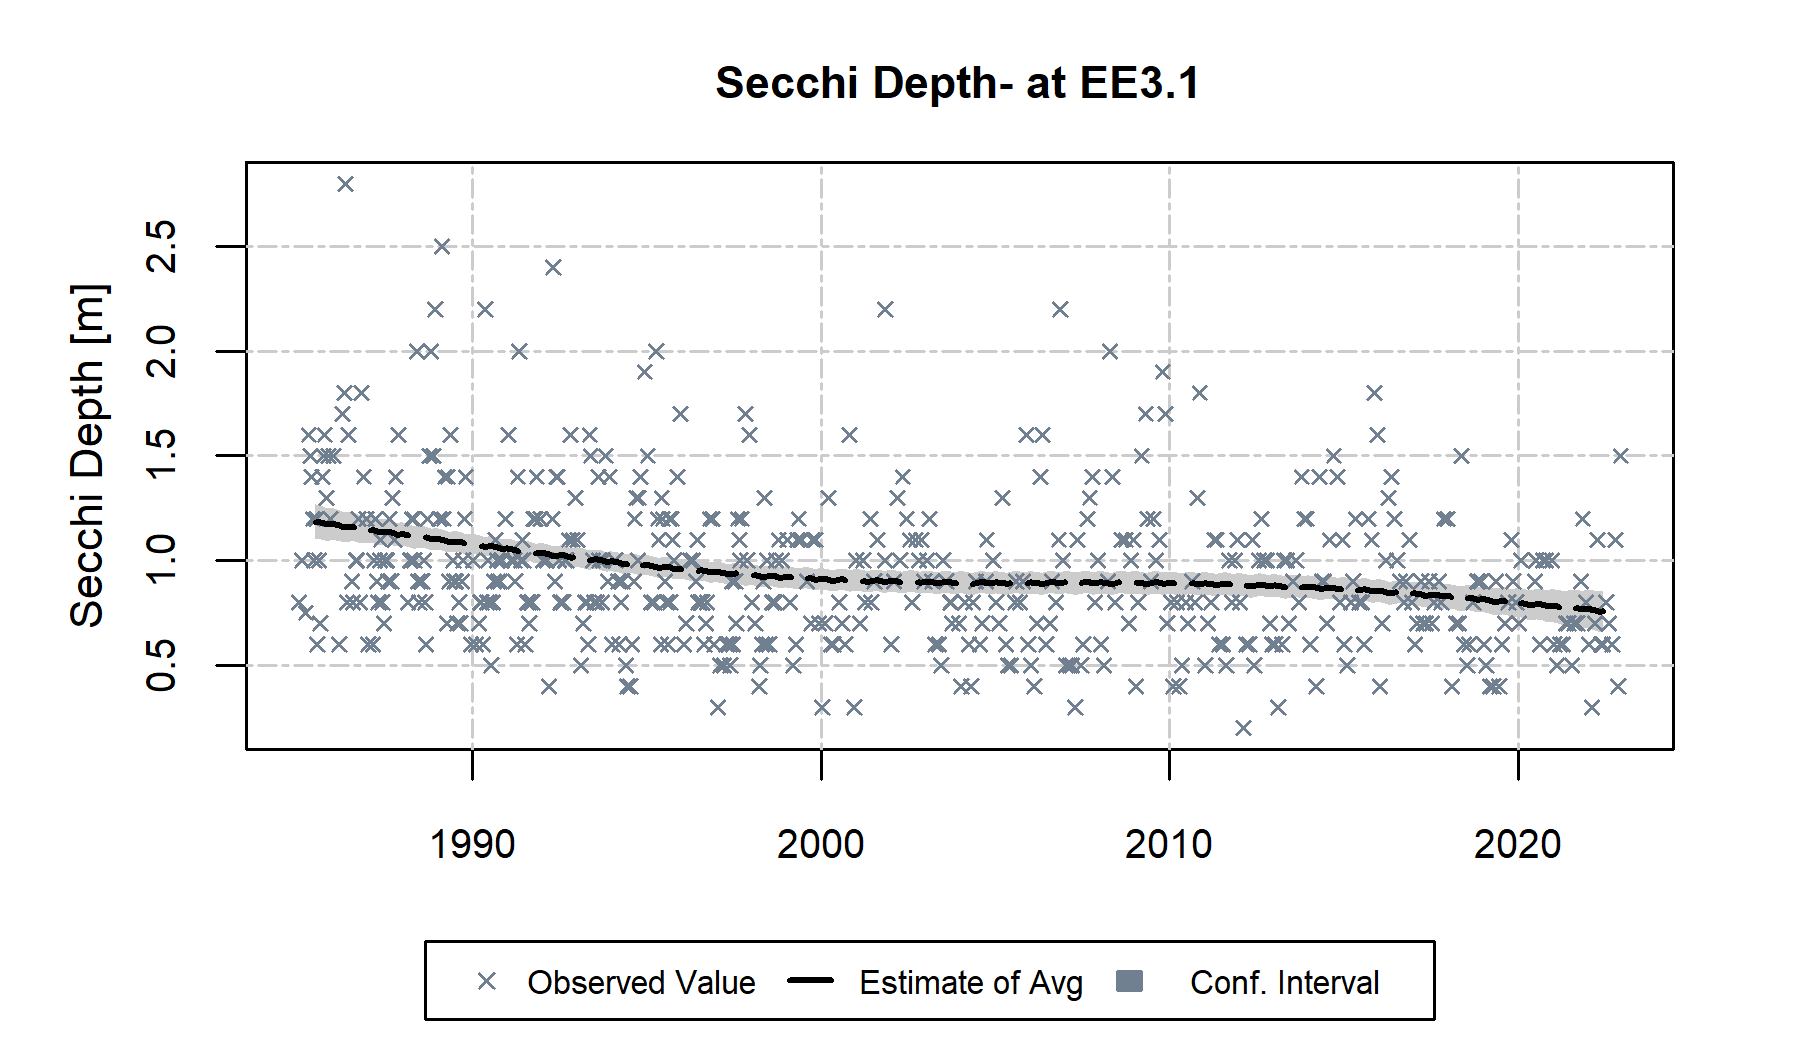 Secchi Depth- at EE3.1
Secchi Depth [m]
2.5
2.0
1.5
1.0
0.5
1990 2000 2010 2020
Observed Value Estimate of Avg Conf. Interval